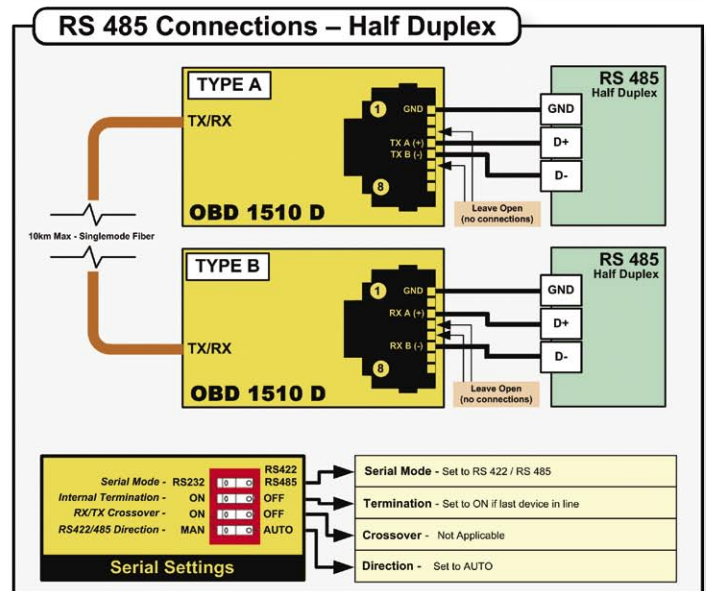 RS 485 Connections – Half Duplex
TYPE A
TX/RX
1
GND
TX A (+)
TX B (-)
8
OBD 1510 D
RS 485
Half Duplex
GND
D+
D-
Leave Open
(no connections)
10km Max - Singlemode Fiber
TYPE B
TX/RX
1
GND
RX A (+)
RX B (-)
8
OBD 1510 D
RS 485
Half Duplex
GND
D+
D-
Leave Open
(no connections)
RS422
Serial Mode - RS232 RS485
Internal Termination - ON OFF
RX/TX Crossover - ON OFF
RS422/485 Direction - MAN AUTO
Serial Settings
Serial Mode - Set to RS 422 / RS 485
Termination - Set to ON if last device in line
Crossover - Not Applicable
Direction - Set to AUTO